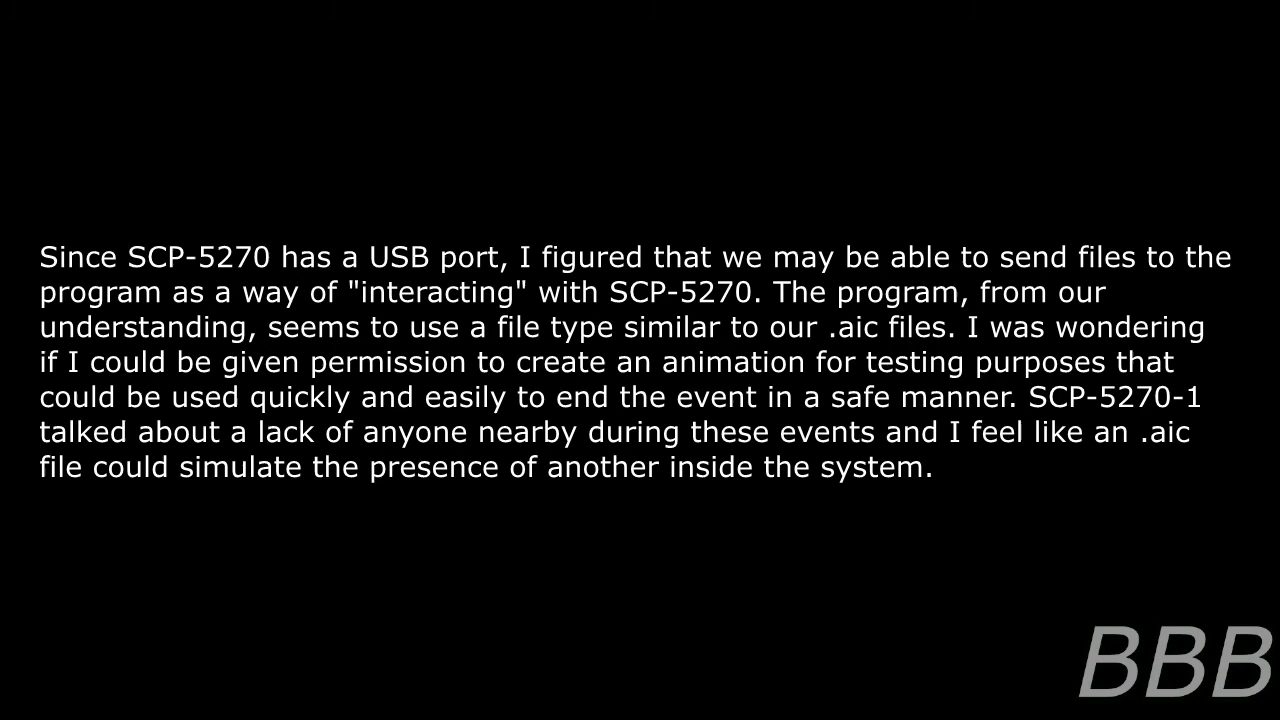 Since SCP-5270 has a USB port, I figured that we may be able to send files to the
program as a way of "interacting" with SCP-5270. The program, from our
understanding, seems to use a file type similar to our .aic files. I was wondering
if I could be given permission to create an animation for testing purposes that
could be used quickly and easily to end the event in a safe manner. SCP-5270-1
talked about a lack of anyone nearby during these events and I feel like an .aic
file could simulate the presence of another inside the system.
BBB